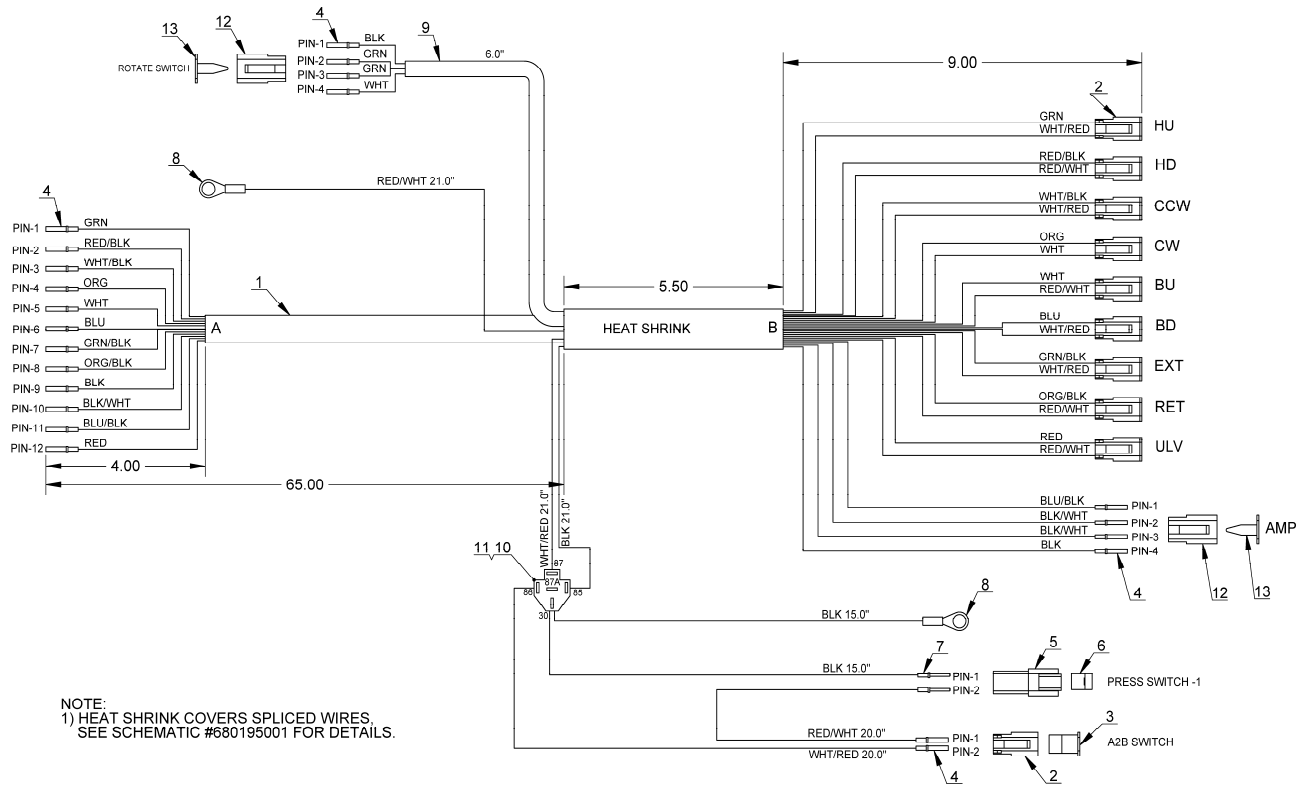 13
12
4
9
ROTATE SWITCH
PIN-1 BLK
PIN-2 GRN
PIN-3 GRN
PIN-4 WHT
6.0"
9.00
2
GRN
WHT/RED
HU
RED/BLK
RED/WHT
HD
WHT/BLK
WHT/RED
CCW
ORG
WHT
CW
WHT
RED/WHT
BU
BLU
WHT/RED
BD
GRN/BLK
WHT/RED
EXT
ORG/BLK
RED/WHT
RET
RED
RED/WHT
ULV
8
RED/WHT 21.0"
4
PIN-1 GRN
PIN-2 RED/BLK
PIN-3 WHT/BLK
PIN-4 ORG
PIN-5 WHT
PIN-6 BLU
PIN-7 GRN/BLK
PIN-8 ORG/BLK
PIN-9 BLK
PIN-10 BLK/WHT
PIN-11 BLU/BLK
PIN-12 RED
A
1
5.50
HEAT SHRINK
B
4.00
65.00
BLU/BLK PIN-1
BLK/WHT PIN-2
BLK/WHT PIN-3
BLK PIN-4
AMP
4
12
13
WHT/RED 21.0"
BLK 21.0"
11 10
87
87A
86
85
30
BLK 15.0"
8
BLK 15.0"
7
PIN-1
PIN-2
5
6
PRESS SWITCH -1
RED/WHT 20.0"
WHT/RED 20.0"
PIN-1
PIN-2
4
2
3
A2B SWITCH
NOTE:
1) HEAT SHRINK COVERS SPLICED WIRES,
SEE SCHEMATIC #680195001 FOR DETAILS.